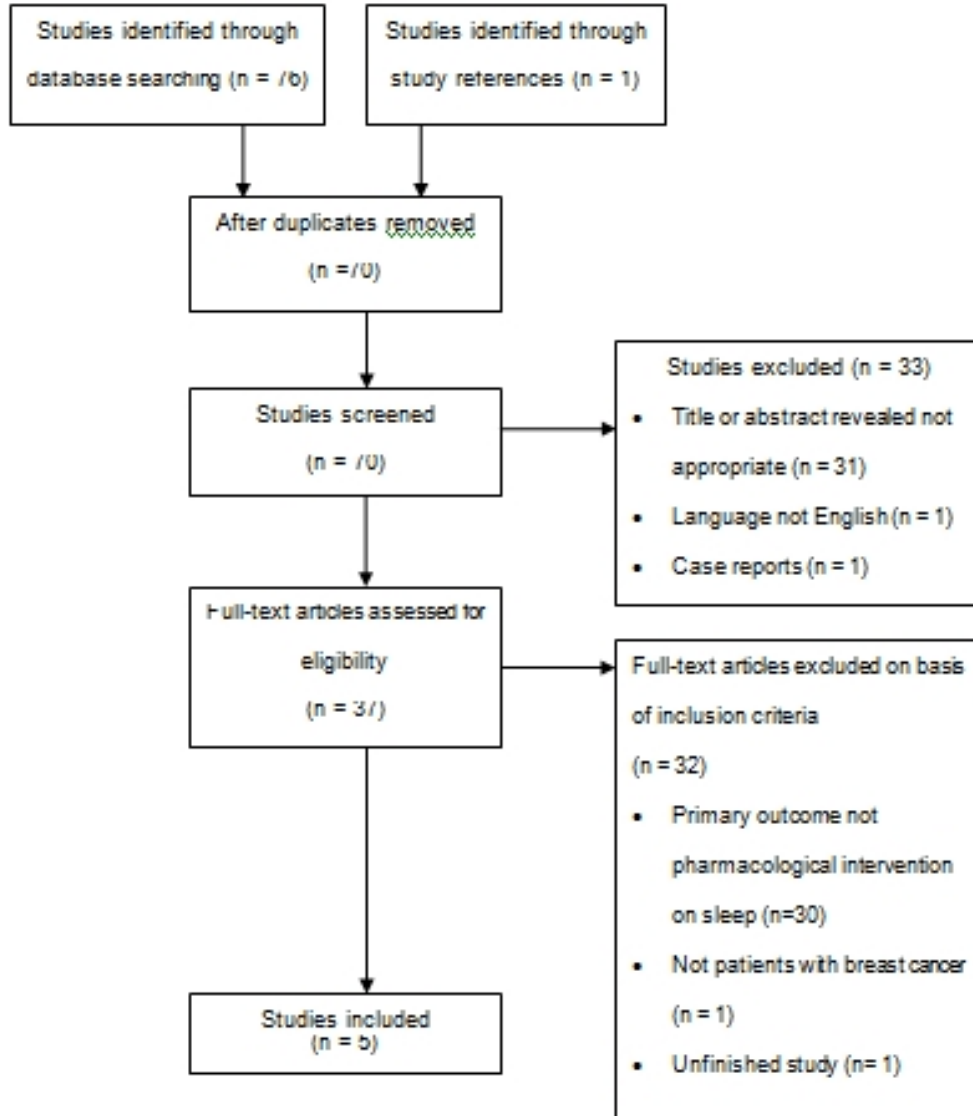 Studies identified through
database searching (n = 76)
Studies identified through
study references (n = 1)
After duplicates removed
(n =70)
Studies screened
(n = 70)
Studies excluded (n = 33)
• Title or abstract revealed not
appropriate (n = 31)
• Language not English (n = 1)
• Case reports (n = 1)
Full-text articles assessed for
eligibility
(n = 37)
Full-text articles excluded on basis
of inclusion criteria
(n = 32)
• Primary outcome not
pharmacological intervention
on sleep (n=30)
• Not patients with breast cancer
(n = 1)
• Unfinished study (n= 1)
Studies included
(n = 5)